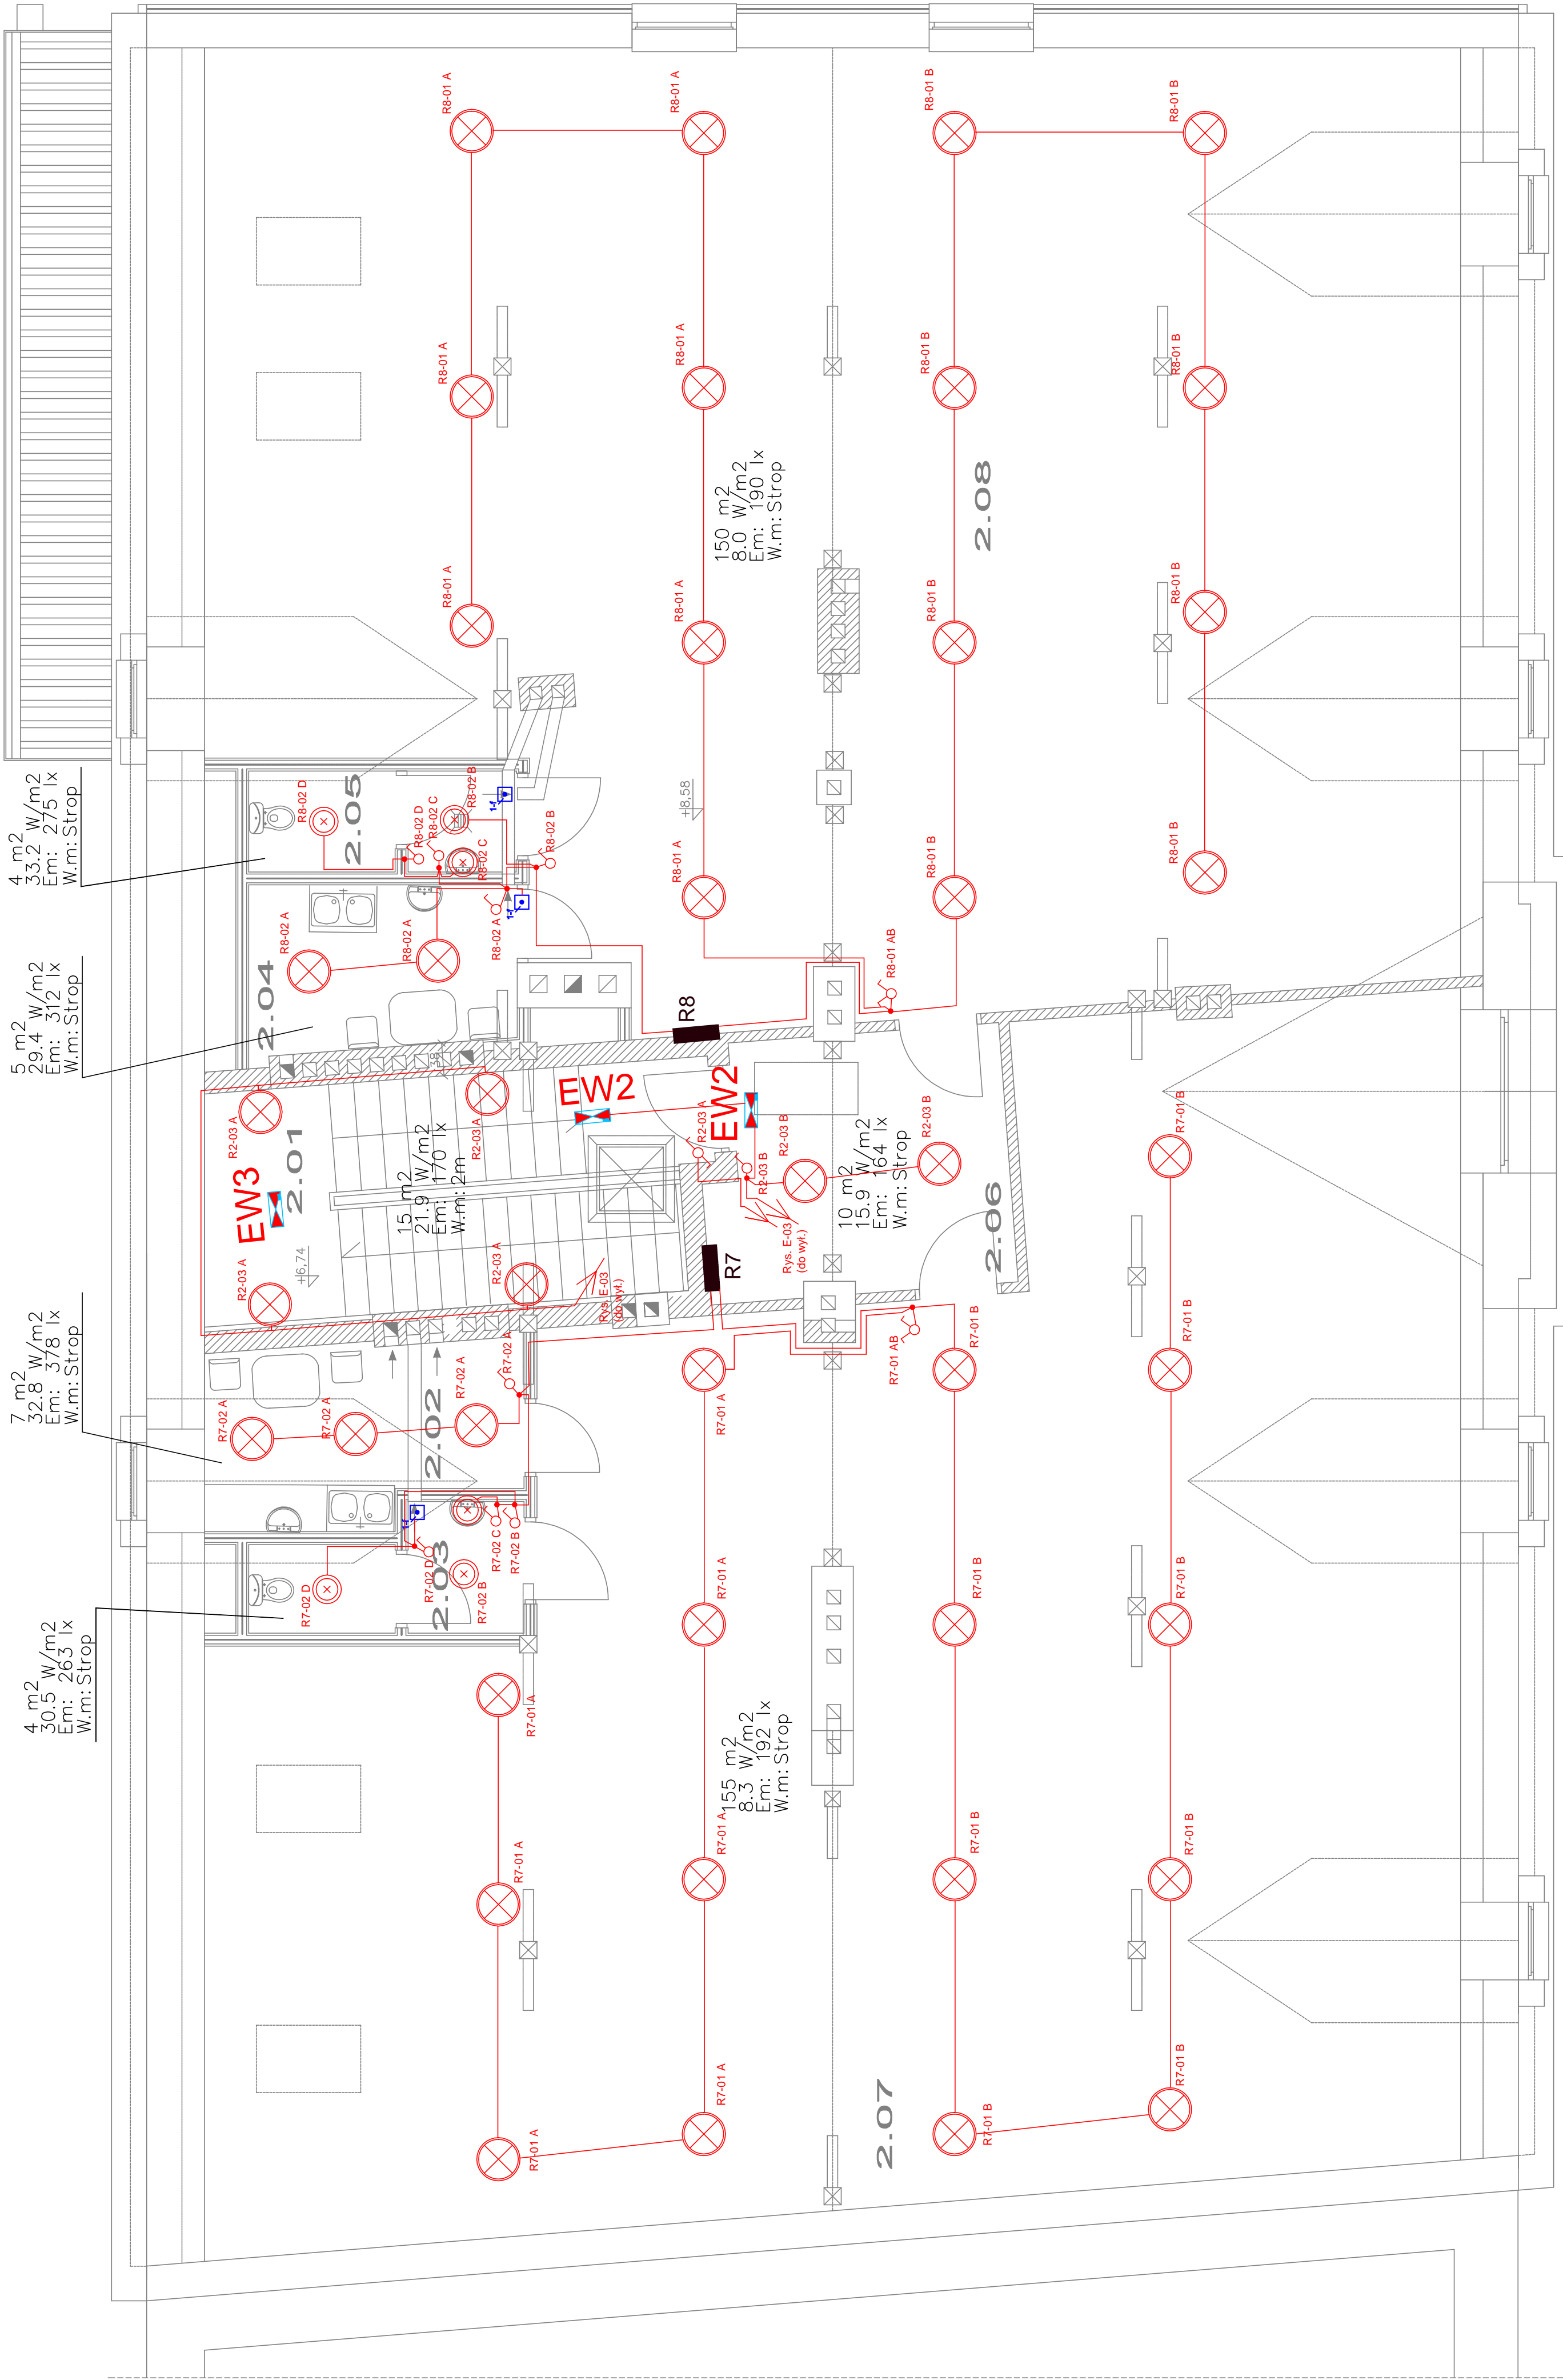 4 m2
33.2 W/m2
Em: 275 lx
W.m: Strop
5 m2
29.4 W/m2
Em: 312 lx
W.m: Strop
7 m2
32.8 W/m2
Em: 378 lx
W.m: Strop
4 m2
30.5 W/m2
Em: 263 lx
W.m: Strop
R8-01 A
R8-01 A
R8-01 B
R8-01 B
R8-01 A
R8-01 A
R8-01 B
R8-01 B
150 m2
8.0 W/m2
Em: 190 lx
W.m: Strop
2.08
R8-01 A
R8-01 A
R8-01 B
R8-01 B
+8,58
R8-01 A
R8-01 B
R8-01 B
R8-01 AB
R8-02 D
2.05
R8-02 D
R8-02 C
R8-02 B
R8-02 C
R8-02 B
1-f
1-f
R8-02 A
R8-02 A
R8-02 A
2.04
R8
R2-03 A
2.01
EW3
R2-03 A
+6,74
R2-03 A
15 m2
21.9 W/m2
Em: 170 lx
W.m: 2m
EW2
EW2
R2-03 A
R2-03 B
R2-03 B
R2-03 B
R2-03 A
Rys. E-03
(do wył.)
Rys. E-03
(do wył.)
R7
10 m2
15.9 W/m2
Em: 164 lx
W.m: Strop
2.06
R7-01 B
R7-01 B
R7-01 B
R7-01 AB
R7-01 A
R7-02 A
R7-02 A
R7-02 A
R7-02 A
2.02
1-f
R7-02 C
R7-02 B
R7-02 D
R7-02 B
2.03
R7-02 D
R7-01 A
R7-01 A
R7-01 B
R7-01 B
155 m2
8.3 W/m2
Em: 192 lx
W.m: Strop
R7-01 A
R7-01 A
R7-01 B
R7-01 B
R7-01 A
R7-01 A
R7-01 B
R7-01 B
2.07